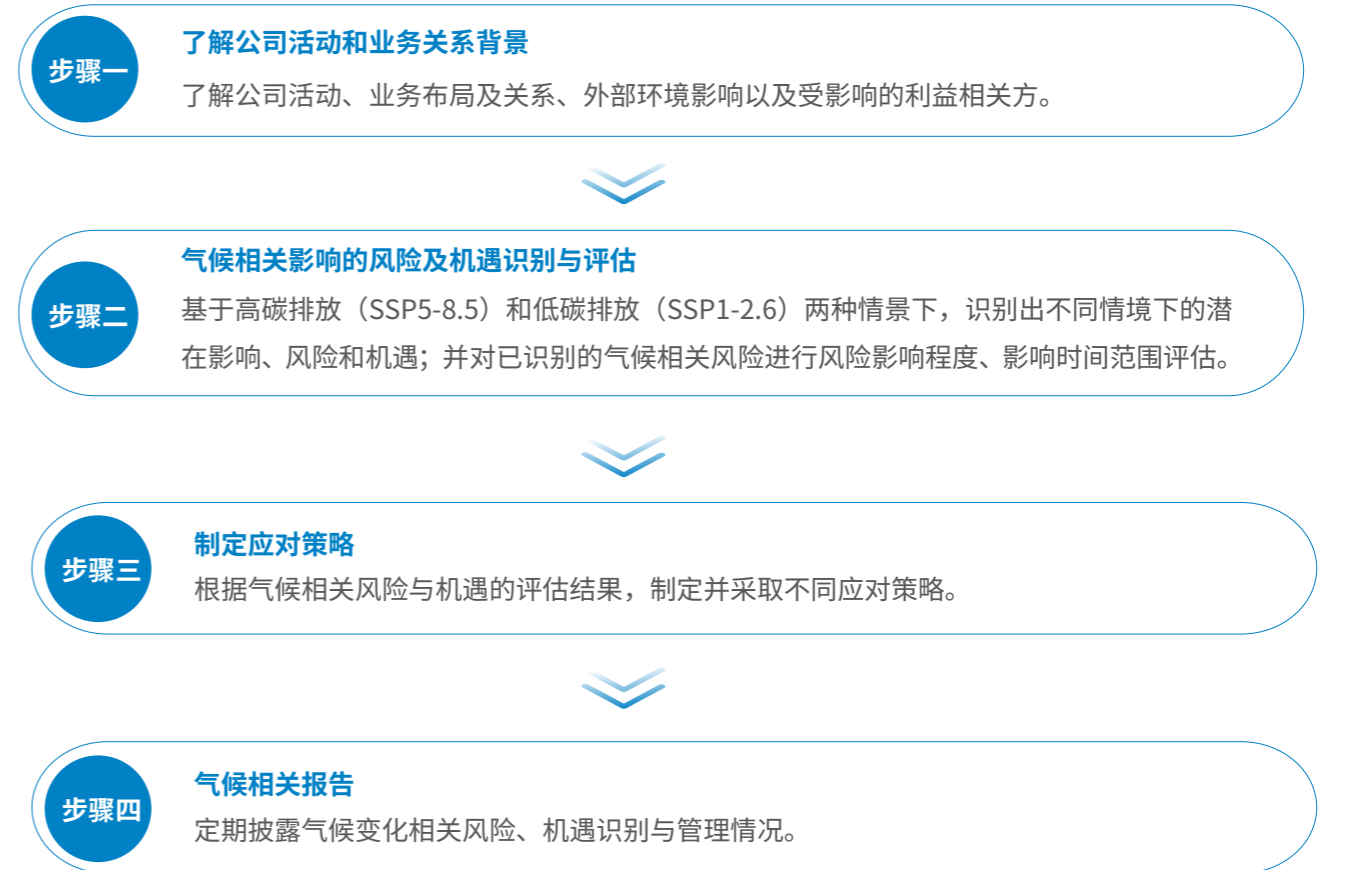 步骤一
了解公司活动和业务关系背景
了解公司活动、业务布局及关系、外部环境影响以及受影响的利益相关方。
步骤二
气候相关影响的风险及机遇识别与评估
基于高碳排放（SSP5-8.5）和低碳排放（SSP1-2.6）两种情景下，识别出不同情境下的潜
在影响、风险和机遇；并对已识别的气候相关风险进行风险影响程度、影响时间范围评估。
步骤三
制定应对策略
根据气候相关风险与机遇的评估结果，制定并采取不同应对策略。
步骤四
气候相关报告
定期披露气候变化相关风险、机遇识别与管理情况。